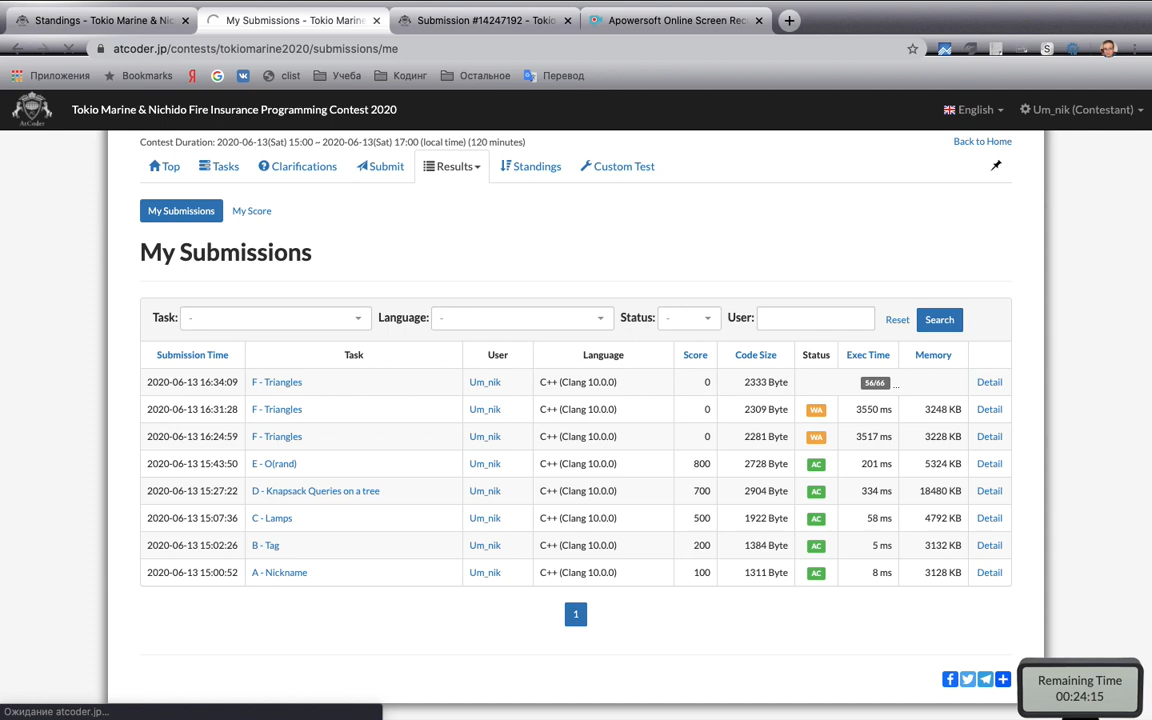 - Tokio Marine & Nic
My Submissions - Tokio Marine
Submission #14247192 - Tokio
Apowersoft Online Screen Rec
atcoder.jp/contests/tokiomarine2020/submissions/me
S
Приложения
Bookmarks
Я
G
clist
Учеба
Кодинг
Остальное
Перевод
AtCoder
Tokio Marine & Nichido Fire Insurance Programming Contest 2020
English
Um_nik (Contestant)
Contest Duration: 2020-06-13(Sat) 15:00 ~ 2020-06-13(Sat) 17:00 (local time) (120 minutes)
Back to Home
Top Tasks Clarifications Submit Results Standings Custom Test
My Submissions My Score
My Submissions
Task: - Language: - Status: - User: Reset Search
Submission Time Task User Language Score Code Size Status Exec Time Memory
2020-06-13 16:34:09 F - Triangles Um_nik C++ (Clang 10.0.0) 0 2333 Byte 56/66 ... Detail
2020-06-13 16:31:28 F - Triangles Um_nik C++ (Clang 10.0.0) 0 2309 Byte WA 3550 ms 3248 KB Detail
2020-06-13 16:24:59 F - Triangles Um_nik C++ (Clang 10.0.0) 0 2281 Byte WA 3517 ms 3228 KB Detail
2020-06-13 15:43:50 E - O(rand) Um_nik C++ (Clang 10.0.0) 800 2728 Byte AC 201 ms 5324 KB Detail
2020-06-13 15:27:22 D - Knapsack Queries on a tree Um_nik C++ (Clang 10.0.0) 700 2904 Byte AC 334 ms 18480 KB Detail
2020-06-13 15:07:36 C - Lamps Um_nik C++ (Clang 10.0.0) 500 1922 Byte AC 58 ms 4792 KB Detail
2020-06-13 15:02:26 B - Tag Um_nik C++ (Clang 10.0.0) 200 1384 Byte AC 5 ms 3132 KB Detail
2020-06-13 15:00:52 A - Nickname Um_nik C++ (Clang 10.0.0) 100 1311 Byte AC 8 ms 3128 KB Detail
1
Remaining Time
00:24:15
Ожидание atcoder.jp...